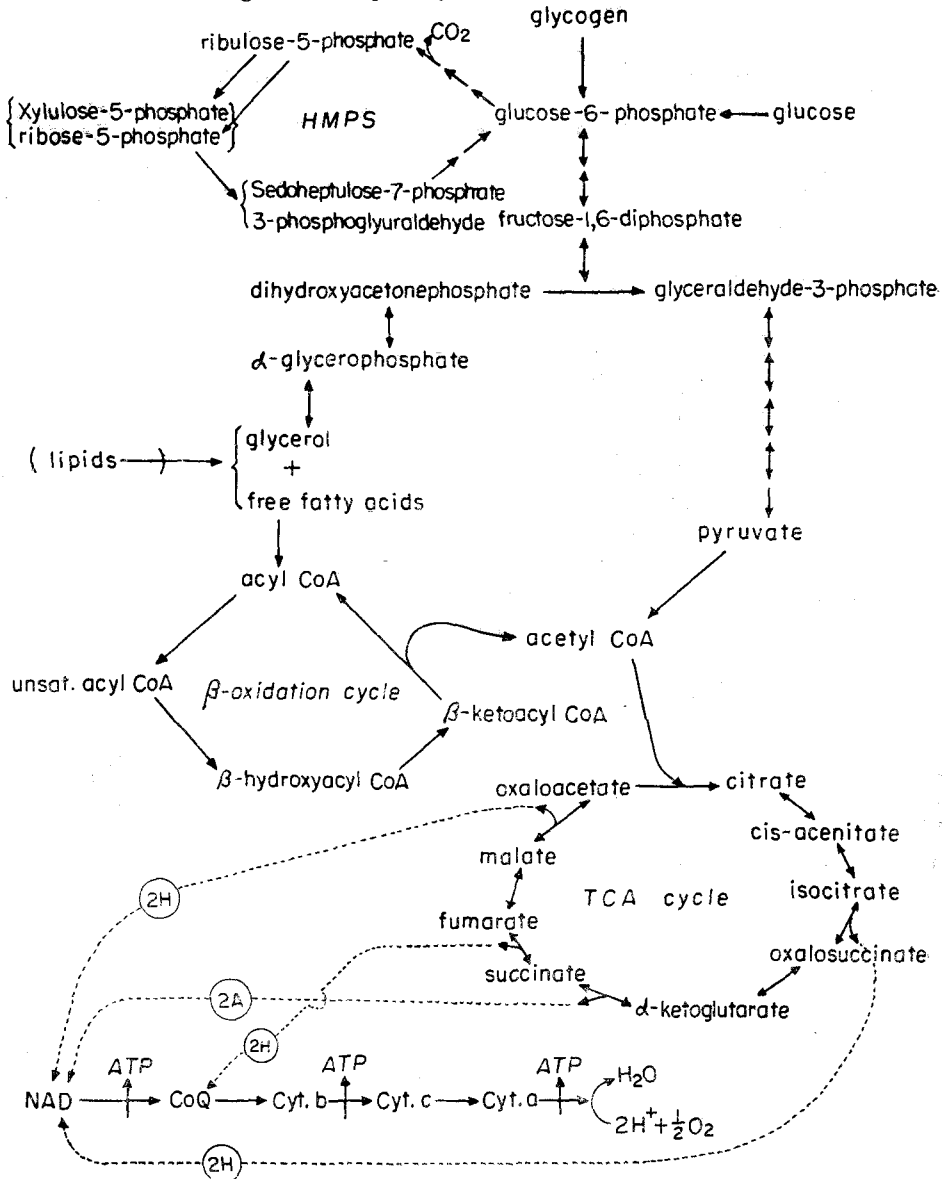 glycogen
ribulose-5-phosphate CO2
Xylulose-5-phosphate
ribose-5-phosphate
HMPS
glucose-6-phosphate
glucose
Sedoheptulose-7-phosphate
3-phosphoglyuraldehyde
fructose-1,6-diphosphate
dihydroxyacetonephosphate
glyceraldehyde-3-phosphate
α-glycerophosphate
(lipids)
glycerol
+
free fatty acids
pyruvate
acyl CoA
acetyl CoA
unsat. acyl CoA
β-oxidation cycle
β-ketoacyl CoA
β-hydroxyacyl CoA
oxaloacetate
citrate
cis-acenitate
malate
isocitrate
TCA cycle
2H
fumarate
oxalosuccinate
succinate
α-ketoglutarate
2A
2H
ATP
ATP
ATP
H2O
NAD
CoQ
Cyt. b
Cyt. c
Cyt. a
2H+ + 1/2 O2
2H